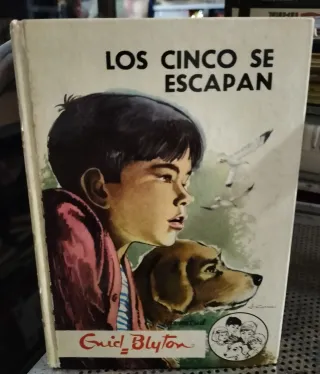 LOS CINCO SE
ESCAPAN
Enid Blyton